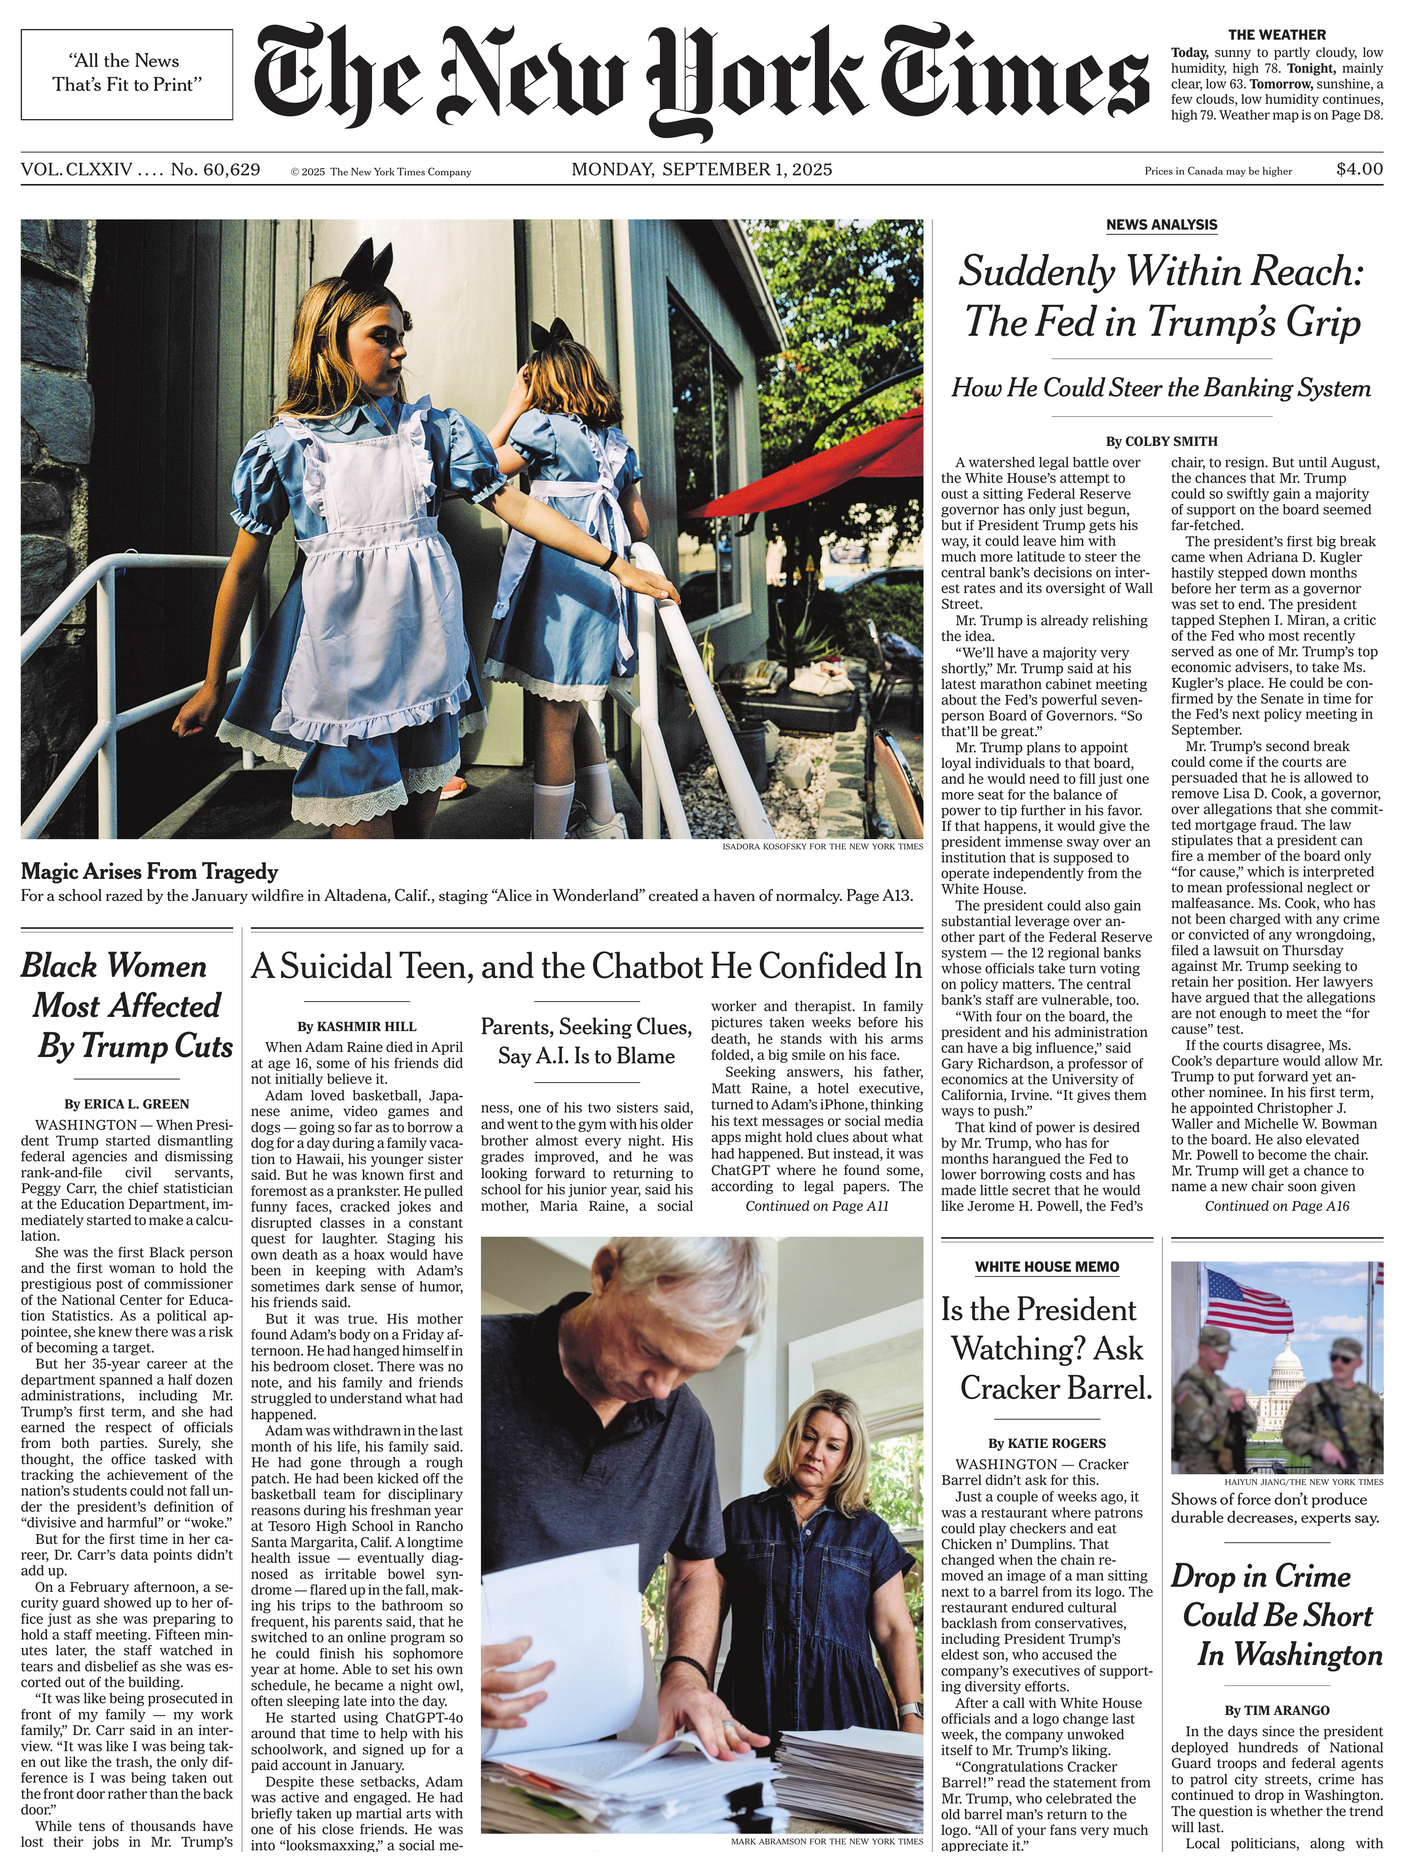 “All the News
That’s Fit to Print”
The New York Times
THE WEATHER
Today, sunny to partly cloudy, low
humidity, high 78. Tonight, mainly
clear, low 63. Tomorrow, sunshine, a
few clouds, low humidity continues,
high 79. Weather map is on Page D8.
VOL. CLXXIV .... No. 60,629
© 2025 The New York Times Company
MONDAY, SEPTEMBER 1, 2025
Prices in Canada may be higher
$4.00
ISADORA KOSOFSKY FOR THE NEW YORK TIMES
Magic Arises From Tragedy
For a school razed by the January wildfire in Altadena, Calif., staging “Alice in Wonderland” created a haven of normalcy. Page A13.
NEWS ANALYSIS
Suddenly Within Reach:
The Fed in Trump’s Grip
How He Could Steer the Banking System
By COLBY SMITH
A watershed legal battle over
the White House’s attempt to
oust a sitting Federal Reserve
governor has only just begun,
but if President Trump gets his
way, it could leave him with
much more latitude to steer the
central bank’s decisions on inter-
est rates and its oversight of Wall
Street.
Mr. Trump is already relishing
the idea.
“We’ll have a majority very
shortly,” Mr. Trump said at his
latest marathon cabinet meeting
about the Fed’s powerful seven-
person Board of Governors. “So
that’ll be great.”
Mr. Trump plans to appoint
loyal individuals to that board,
and he would need to fill just one
more seat for the balance of
power to tip further in his favor.
If that happens, it would give the
president immense sway over an
institution that is supposed to
operate independently from the
White House.
The president could also gain
substantial leverage over an-
other part of the Federal Reserve
system — the 12 regional banks
whose officials take turn voting
on policy matters. The central
bank’s staff are vulnerable, too.
“With four on the board, the
president and his administration
can have a big influence,” said
Gary Richardson, a professor of
economics at the University of
California, Irvine. “It gives them
ways to push.”
That kind of power is desired
by Mr. Trump, who has for
months harangued the Fed to
lower borrowing costs and has
made little secret that he would
like Jerome H. Powell, the Fed’s
chair, to resign. But until August,
the chances that Mr. Trump
could so swiftly gain a majority
of support on the board seemed
far-fetched.
The president’s first big break
came when Adriana D. Kugler
hastily stepped down months
before her term as a governor
was set to end. The president
tapped Stephen I. Miran, a critic
of the Fed who most recently
served as one of Mr. Trump’s top
economic advisers, to take Ms.
Kugler’s place. He could be con-
firmed by the Senate in time for
the Fed’s next policy meeting in
September.
Mr. Trump’s second break
could come if the courts are
persuaded that he is allowed to
remove Lisa D. Cook, a governor,
over allegations that she commit-
ted mortgage fraud. The law
stipulates that a president can
fire a member of the board only
“for cause,” which is interpreted
to mean professional neglect or
malfeasance. Ms. Cook, who has
not been charged with any crime
or convicted of any wrongdoing,
filed a lawsuit on Thursday
against Mr. Trump seeking to
retain her position. Her lawyers
have argued that the allegations
are not enough to meet the “for
cause” test.
If the courts disagree, Ms.
Cook’s departure would allow Mr.
Trump to put forward yet an-
other nominee. In his first term,
he appointed Christopher J.
Waller and Michelle W. Bowman
to the board. He also elevated
Mr. Powell to become the chair.
Mr. Trump will get a chance to
name a new chair soon given
Continued on Page A16
Black Women
Most Affected
By Trump Cuts
By ERICA L. GREEN
WASHINGTON — When Presi-
dent Trump started dismantling
federal agencies and dismissing
rank-and-file civil servants,
Peggy Carr, the chief statistician
at the Education Department, im-
mediately started to make a calcu-
lation.
She was the first Black person
and the first woman to hold the
prestigious post of commissioner
of the National Center for Educa-
tion Statistics. As a political ap-
pointee, she knew there was a risk
of becoming a target.
But her 35-year career at the
department spanned a half dozen
administrations, including Mr.
Trump’s first term, and she had
earned the respect of officials
from both parties. Surely, she
thought, the office tasked with
tracking the achievement of the
nation’s students could not fall un-
der the president’s definition of
“divisive and harmful” or “woke.”
But for the first time in her ca-
reer, Dr. Carr’s data points didn’t
add up.
On a February afternoon, a se-
curity guard showed up to her of-
fice just as she was preparing to
hold a staff meeting. Fifteen min-
utes later, the staff watched in
tears and disbelief as she was es-
corted out of the building.
“It was like being prosecuted in
front of my family — my work
family,” Dr. Carr said in an inter-
view. “It was like I was being tak-
en out like the trash, the only dif-
ference is I was being taken out
the front door rather than the back
door.”
While tens of thousands have
lost their jobs in Mr. Trump’s
A Suicidal Teen, and the Chatbot He Confided In
By KASHMIR HILL
When Adam Raine died in April
at age 16, some of his friends did
not initially believe it.
Adam loved basketball, Japa-
nese anime, video games and
dogs — going so far as to borrow a
dog for a day during a family vaca-
tion to Hawaii, his younger sister
said. But he was known first and
foremost as a prankster. He pulled
funny faces, cracked jokes and
disrupted classes in a constant
quest for laughter. Staging his
own death as a hoax would have
been in keeping with Adam’s
sometimes dark sense of humor,
his friends said.
But it was true. His mother
found Adam’s body on a Friday af-
ternoon. He had hanged himself in
his bedroom closet. There was no
note, and his family and friends
struggled to understand what had
happened.
Adam was withdrawn in the last
month of his life, his family said.
He had gone through a rough
patch. He had been kicked off the
basketball team for disciplinary
reasons during his freshman year
at Tesoro High School in Rancho
Santa Margarita, Calif. A longtime
health issue — eventually diag-
nosed as irritable bowel syn-
drome — flared up in the fall, mak-
ing his trips to the bathroom so
frequent, his parents said, that he
switched to an online program so
he could finish his sophomore
year at home. Able to set his own
schedule, he became a night owl,
often sleeping late into the day.
He started using ChatGPT-4o
around that time to help with his
schoolwork, and signed up for a
paid account in January.
Despite these setbacks, Adam
was active and engaged. He had
briefly taken up martial arts with
one of his close friends. He was
into “looksmaxxing,” a social me-
Parents, Seeking Clues,
Say A.I. Is to Blame
ness, one of his two sisters said,
and went to the gym with his older
brother almost every night. His
grades improved, and he was
looking forward to returning to
school for his junior year, said his
mother, Maria Raine, a social
worker and therapist. In family
pictures taken weeks before his
death, he stands with his arms
folded, a big smile on his face.
Seeking answers, his father,
Matt Raine, a hotel executive,
turned to Adam’s iPhone, thinking
his text messages or social media
apps might hold clues about what
had happened. But instead, it was
ChatGPT where he found some,
according to legal papers. The
Continued on Page A11
MARK ABRAMSON FOR THE NEW YORK TIMES
WHITE HOUSE MEMO
Is the President
Watching? Ask
Cracker Barrel.
By KATIE ROGERS
WASHINGTON — Cracker
Barrel didn’t ask for this.
Just a couple of weeks ago, it
was a restaurant where patrons
could play checkers and eat
Chicken n’ Dumplins. That
changed when the chain re-
moved an image of a man sitting
next to a barrel from its logo. The
restaurant endured cultural
backlash from conservatives,
including President Trump’s
eldest son, who accused the
company’s executives of support-
ing diversity efforts.
After a call with White House
officials and a logo change last
week, the company unwoked
itself to Mr. Trump’s liking.
“Congratulations Cracker
Barrel!” read the statement from
Mr. Trump, who celebrated the
old barrel man’s return to the
logo. “All of your fans very much
appreciate it.”
HAIYUN JIANG/THE NEW YORK TIMES
Shows of force don’t produce
durable decreases, experts say.
Drop in Crime
Could Be Short
In Washington
By TIM ARANGO
In the days since the president
deployed hundreds of National
Guard troops and federal agents
to patrol city streets, crime has
continued to drop in Washington.
The question is whether the trend
will last.
Local politicians, along with